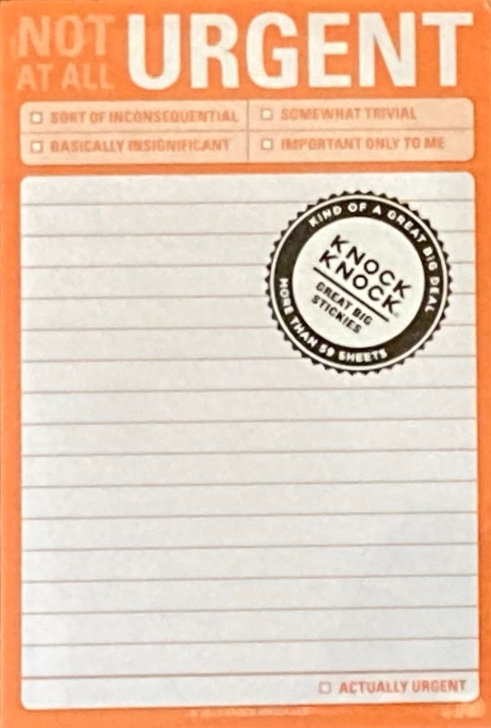 NOT
AT ALL
URGENT
SORT OF INCONSEQUENTIAL
SOMEWHAT TRIVIAL
BASICALLY INSIGNIFICANT
IMPORTANT ONLY TO ME
KIND OF A GREAT BIG DEAL
KNOCK
KNOCK
GREAT BIG
STICKIES
MORE THAN 59 SHEETS
ACTUALLY URGENT